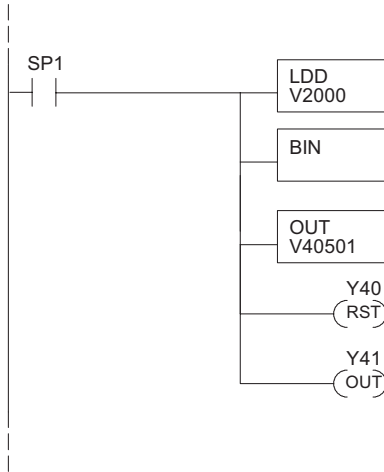 SP1
LDD
V2000
BIN
OUT
V40501
Y40
RST
Y41
OUT